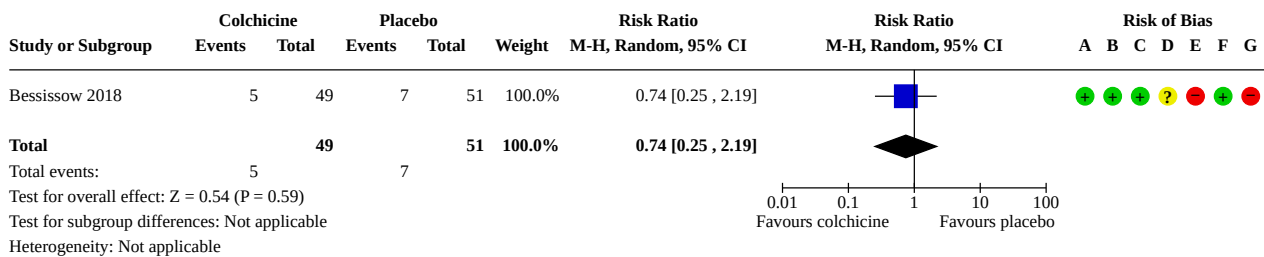 Colchicine Placebo Risk Ratio Risk Ratio Risk of Bias
Study or Subgroup Events Total Events Total Weight M-H, Random, 95% CI M-H, Random, 95% CI A B C D E F G
Bessissow 2018 5 49 7 51 100.0% 0.74 [0.25 , 2.19] + + + ? − + −
Total 49 51 100.0% 0.74 [0.25 , 2.19]
Total events: 5 7
Test for overall effect: Z = 0.54 (P = 0.59) 0.01 0.1 1 10 100
Test for subgroup differences: Not applicable Favours colchicine Favours placebo
Heterogeneity: Not applicable